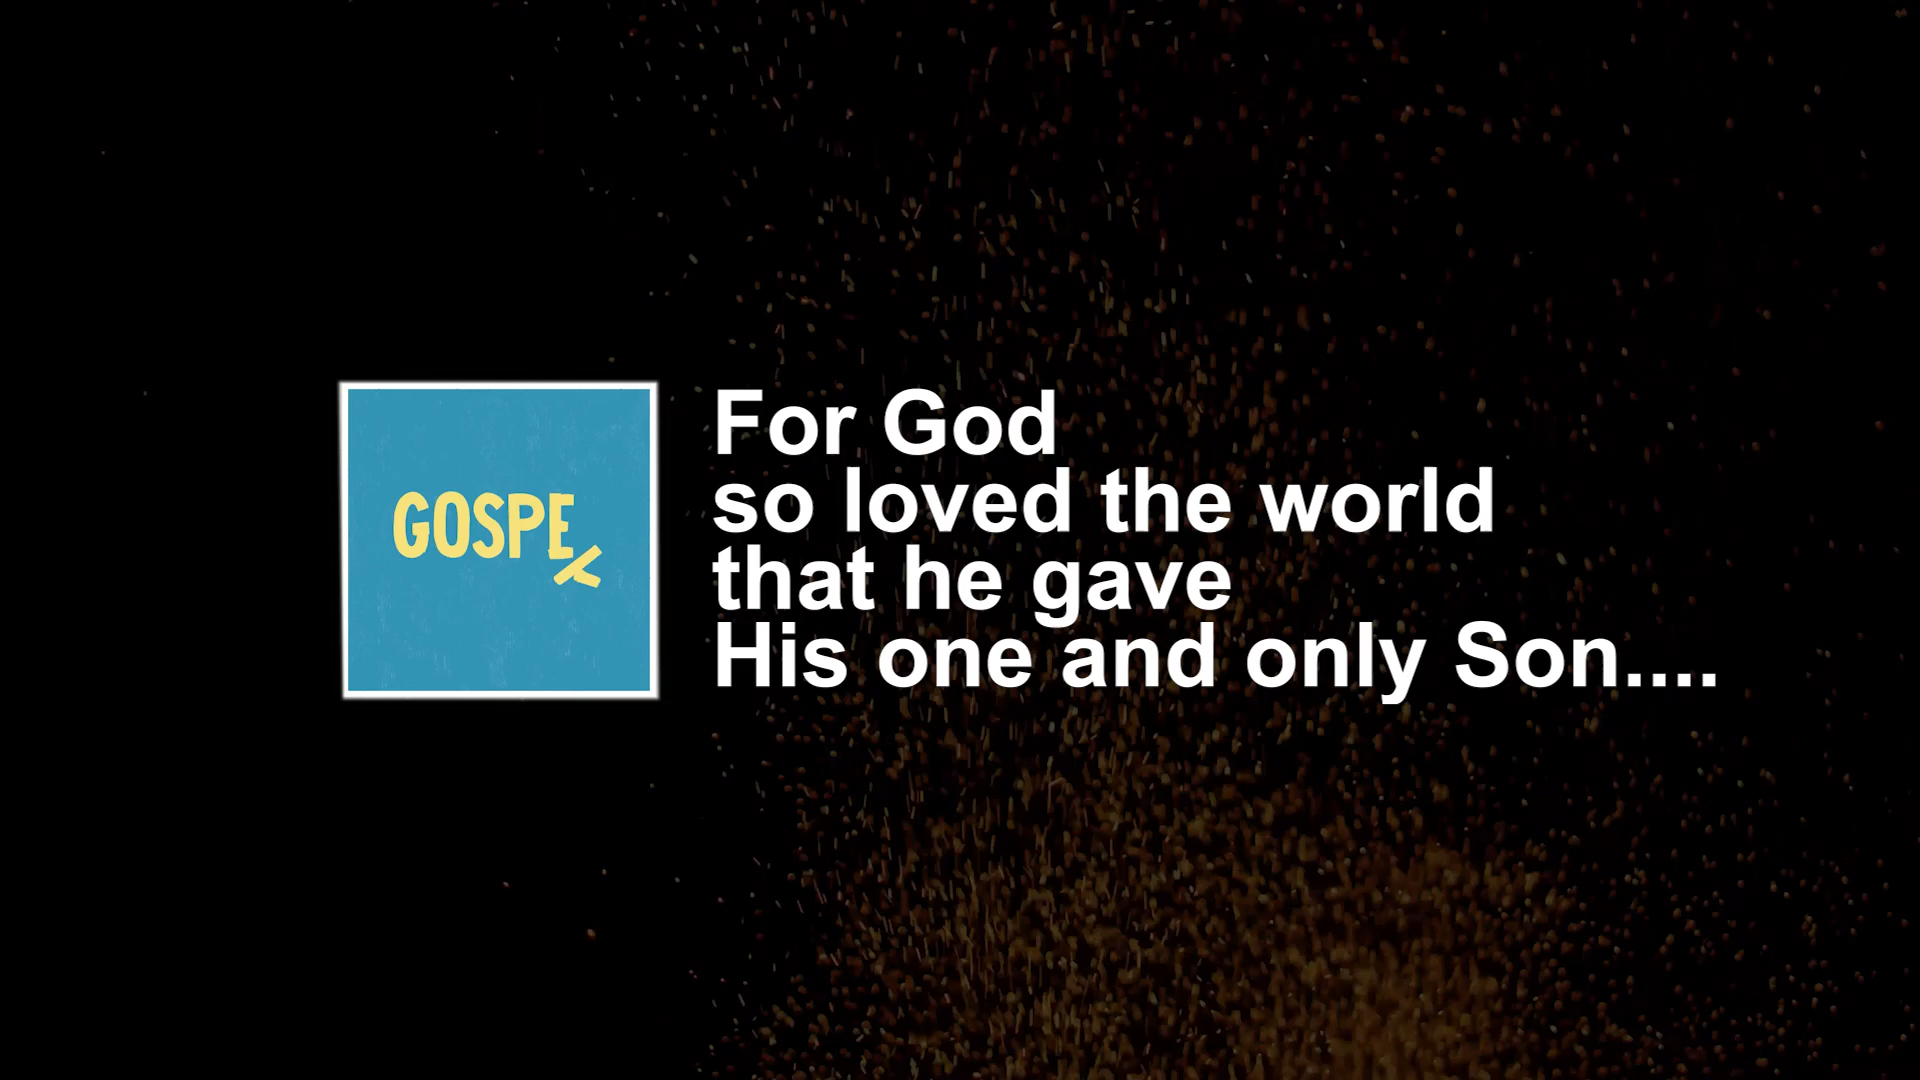 GOSPEL
For God
so loved the world
that he gave
His one and only Son....